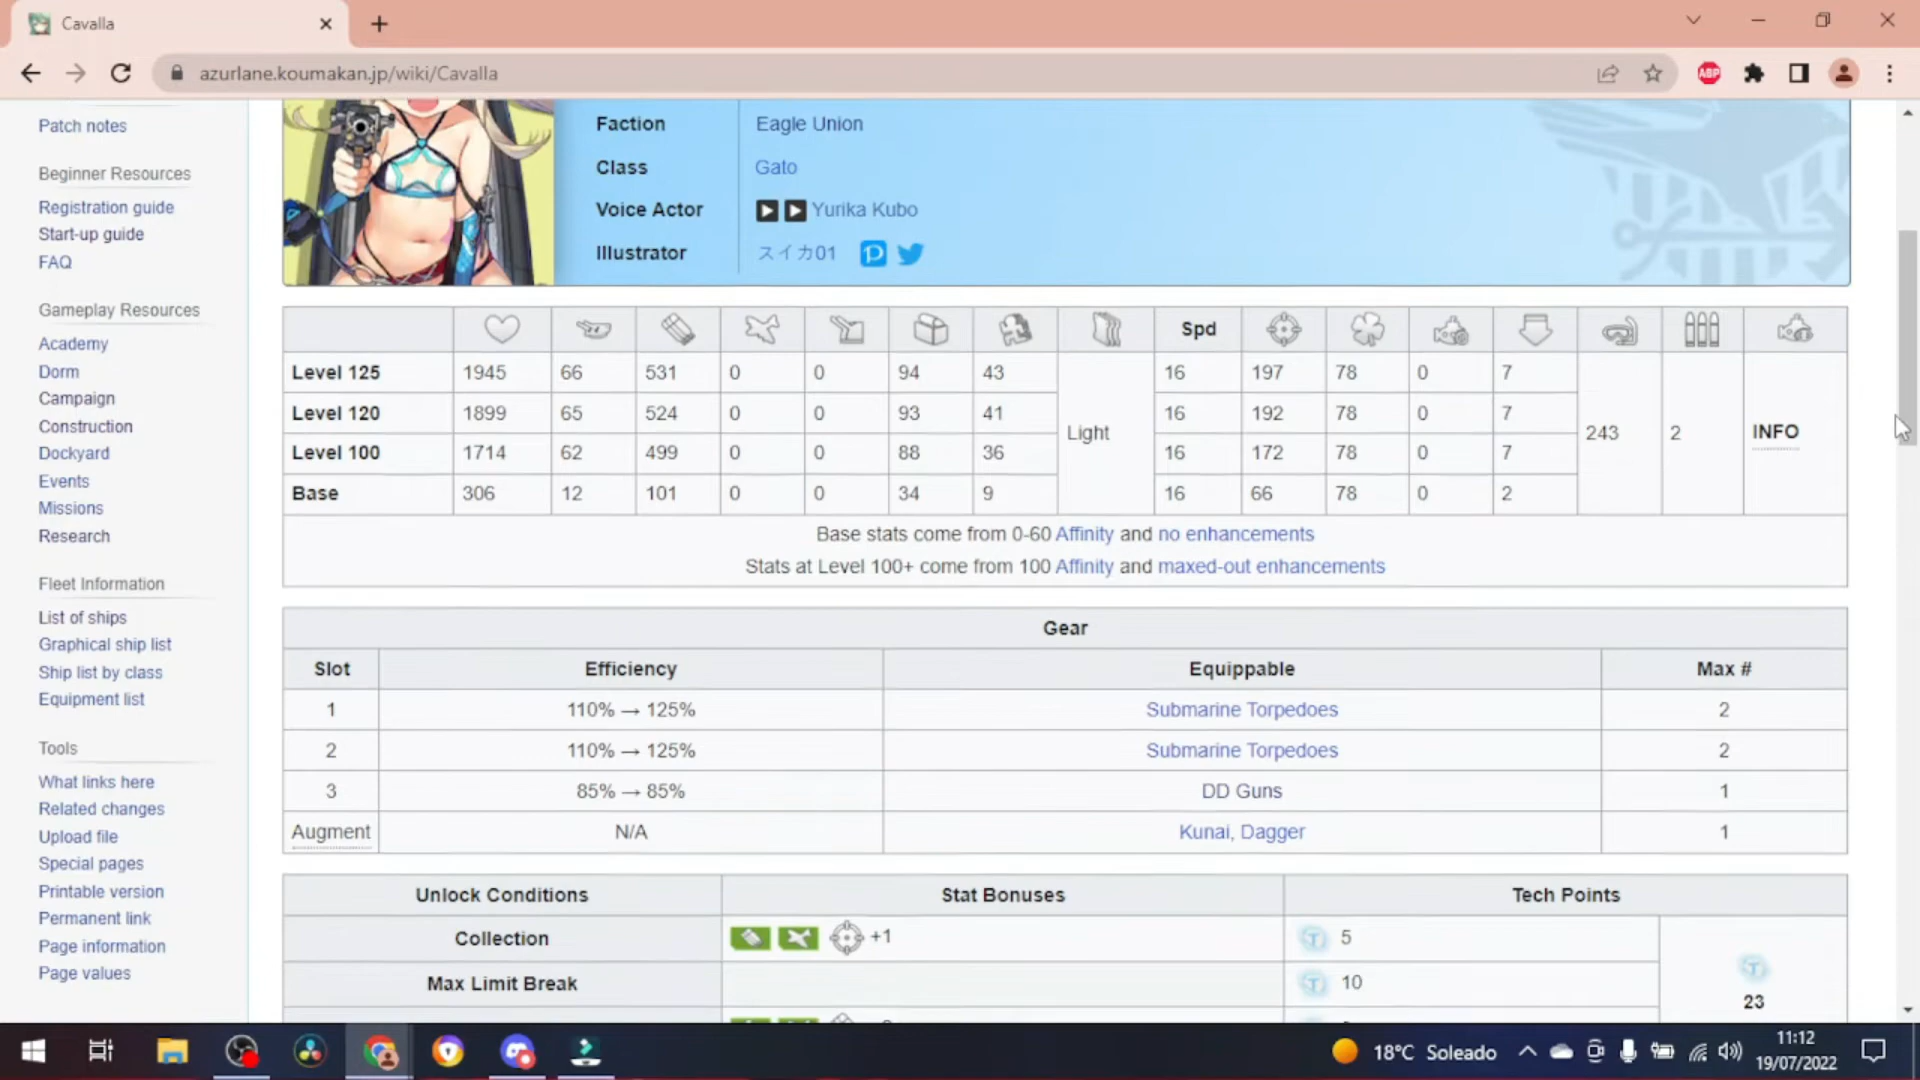 Cavalla
azurlane.koumakan.jp/wiki/Cavalla
ABP
Patch notes
Beginner Resources
Registration guide
Start-up guide
FAQ
Gameplay Resources
Academy
Dorm
Campaign
Construction
Dockyard
Events
Missions
Research
Fleet Information
List of ships
Graphical ship list
Ship list by class
Equipment list
Tools
What links here
Related changes
Upload file
Special pages
Printable version
Permanent link
Page information
Page values
Faction Eagle Union
Class Gato
Voice Actor Yurika Kubo
Illustrator スイカ01
Spd
Level 125 1945 66 531 0 0 94 43 16 197 78 0 7
Level 120 1899 65 524 0 0 93 41 16 192 78 0 7
Light 243 2 INFO
Level 100 1714 62 499 0 0 88 36 16 172 78 0 7
Base 306 12 101 0 0 34 9 16 66 78 0 2
Base stats come from 0-60 Affinity and no enhancements
Stats at Level 100+ come from 100 Affinity and maxed-out enhancements
Gear
Slot Efficiency Equippable Max #
1 110% → 125% Submarine Torpedoes 2
2 110% → 125% Submarine Torpedoes 2
3 85% → 85% DD Guns 1
Augment N/A Kunai, Dagger 1
Unlock Conditions Stat Bonuses Tech Points
Collection +1 5
Max Limit Break 10
23
18°C Soleado
11:12
19/07/2022